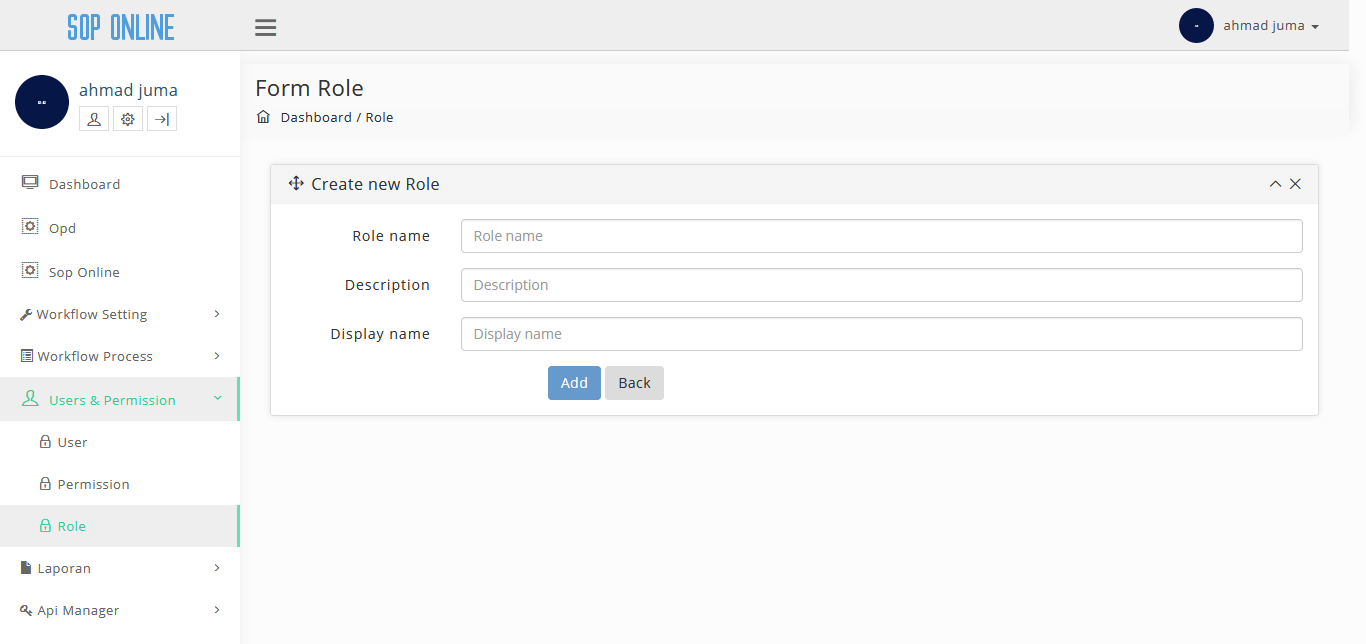 SOP ONLINE
ahmad juma
ahmad juma
Form Role
Dashboard / Role
Dashboard
Opd
Sop Online
Workflow Setting
Workflow Process
Users & Permission
User
Permission
Role
Laporan
Api Manager
Create new Role
Role name
Role name
Description
Description
Display name
Display name
Add
Back